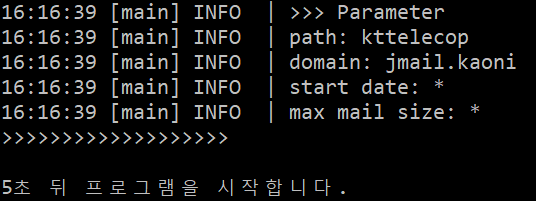 16:16:39 [main] INFO  | >>> Parameter
16:16:39 [main] INFO  | path: kttelecop
16:16:39 [main] INFO  | domain: jmail.kaoni
16:16:39 [main] INFO  | start date: *
16:16:39 [main] INFO  | max mail size: *
>>>>>>>>>>>>>>>>>>>
5초 뒤 프로그램을 시작합니다.